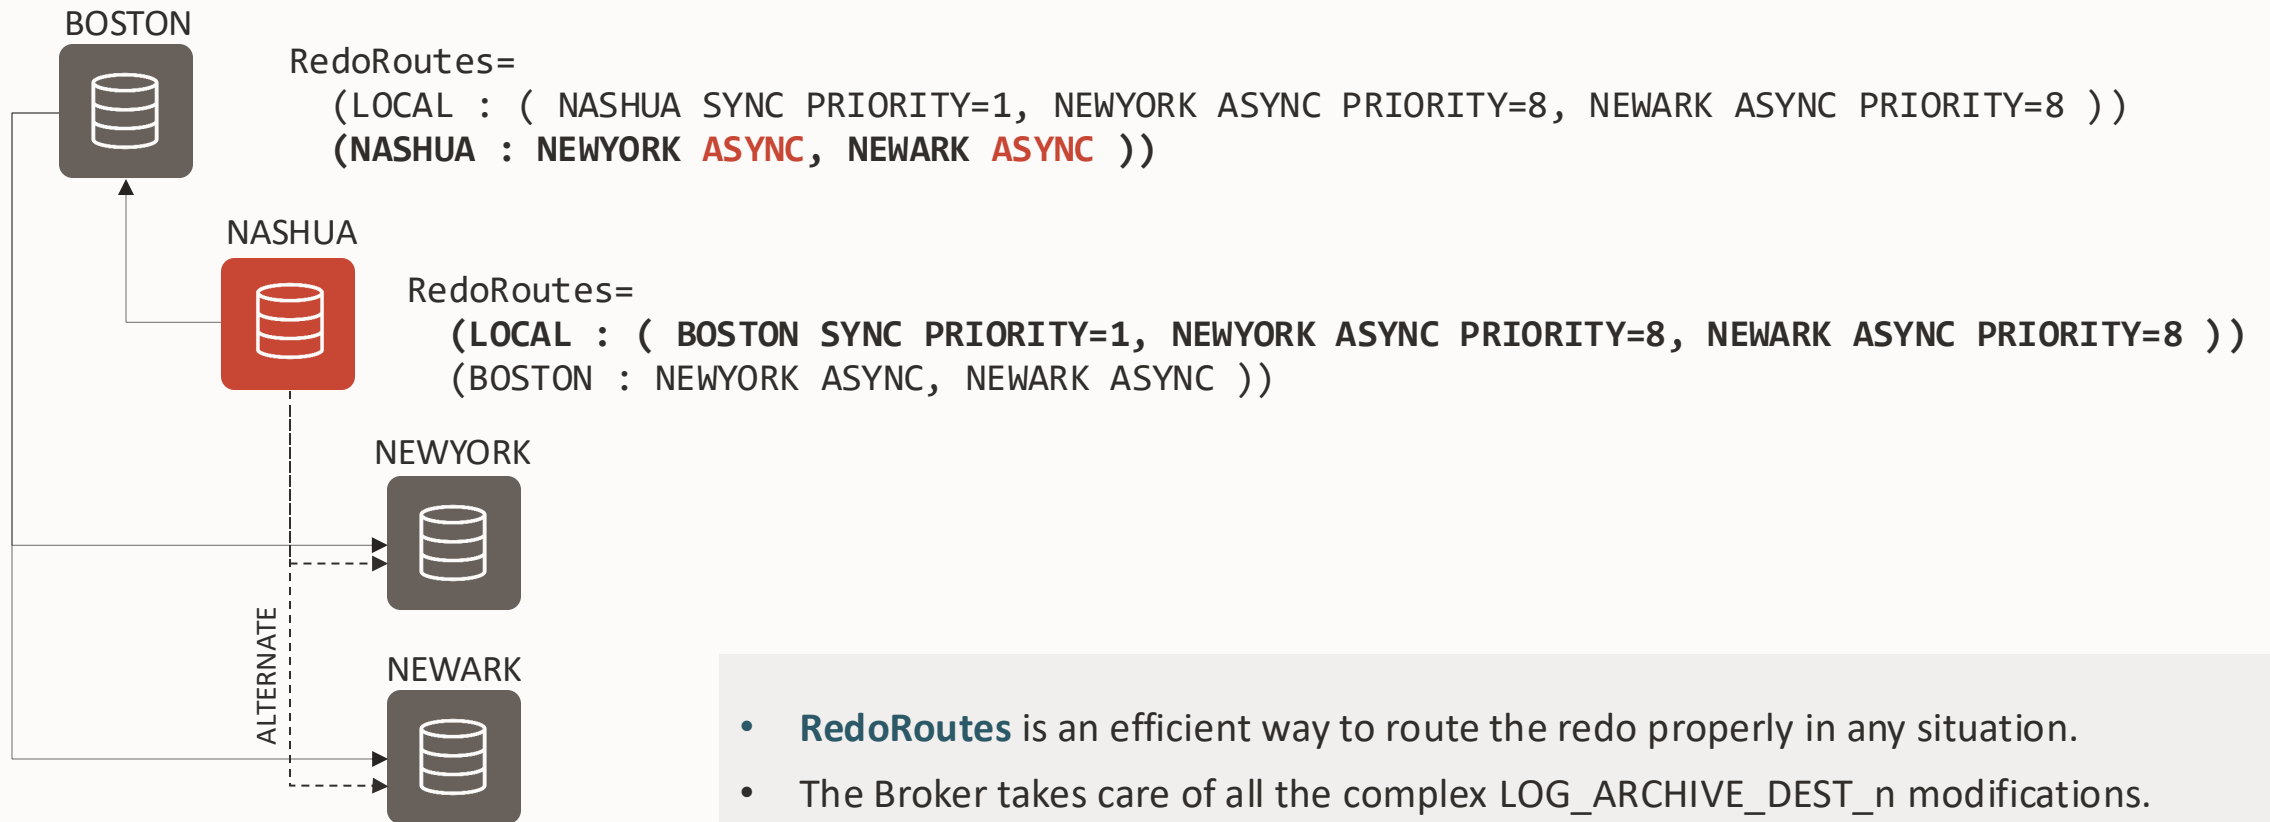 BOSTON
RedoRoutes=
(LOCAL : ( NASHUA SYNC PRIORITY=1, NEWYORK ASYNC PRIORITY=8, NEWARK ASYNC PRIORITY=8 ))
(NASHUA : NEWYORK ASYNC, NEWARK ASYNC ))
NASHUA
RedoRoutes=
(LOCAL : ( BOSTON SYNC PRIORITY=1, NEWYORK ASYNC PRIORITY=8, NEWARK ASYNC PRIORITY=8 ))
(BOSTON : NEWYORK ASYNC, NEWARK ASYNC ))
NEWYORK
ALTERNATE
NEWARK
• RedoRoutes is an efficient way to route the redo properly in any situation.
• The Broker takes care of all the complex LOG_ARCHIVE_DEST_n modifications.